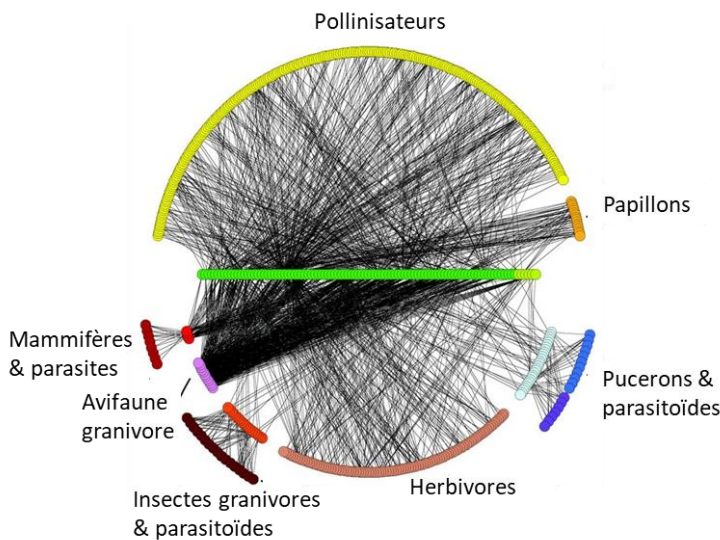 Pollinisateurs
Papillons
Mammifères
& parasites
Avifaune
granivore
Pucerons &
parasitoïdes
Insectes granivores
& parasitoïdes
Herbivores